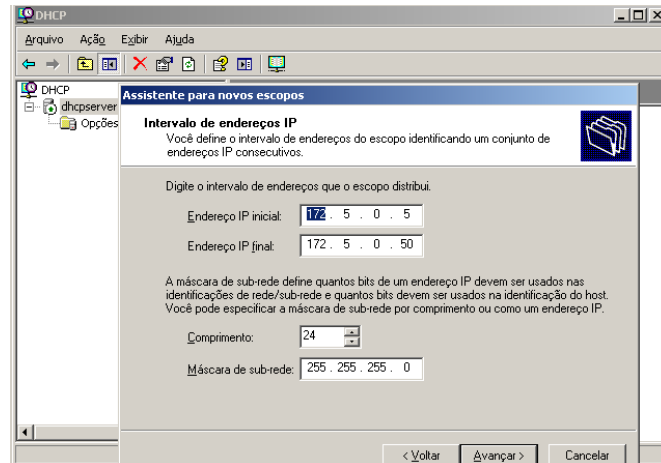 DHCP
Arquivo Ação Exibir Ajuda
DHCP
dhcpserver
Opções
Assistente para novos escopos
Intervalo de endereços IP
Você define o intervalo de endereços do escopo identificando um conjunto de
endereços IP consecutivos.
Digite o intervalo de endereços que o escopo distribui.
Endereço IP inicial: 172 . 5 . 0 . 5
Endereço IP final: 172 . 5 . 0 . 50
A máscara de sub-rede define quantos bits de um endereço IP devem ser usados nas
identificações de rede/sub-rede e quantos bits devem ser usados na identificação do host.
Você pode especificar a máscara de sub-rede por comprimento ou como um endereço IP.
Comprimento: 24
Máscara de sub-rede: 255 . 255 . 255 . 0
< Voltar Avançar > Cancelar